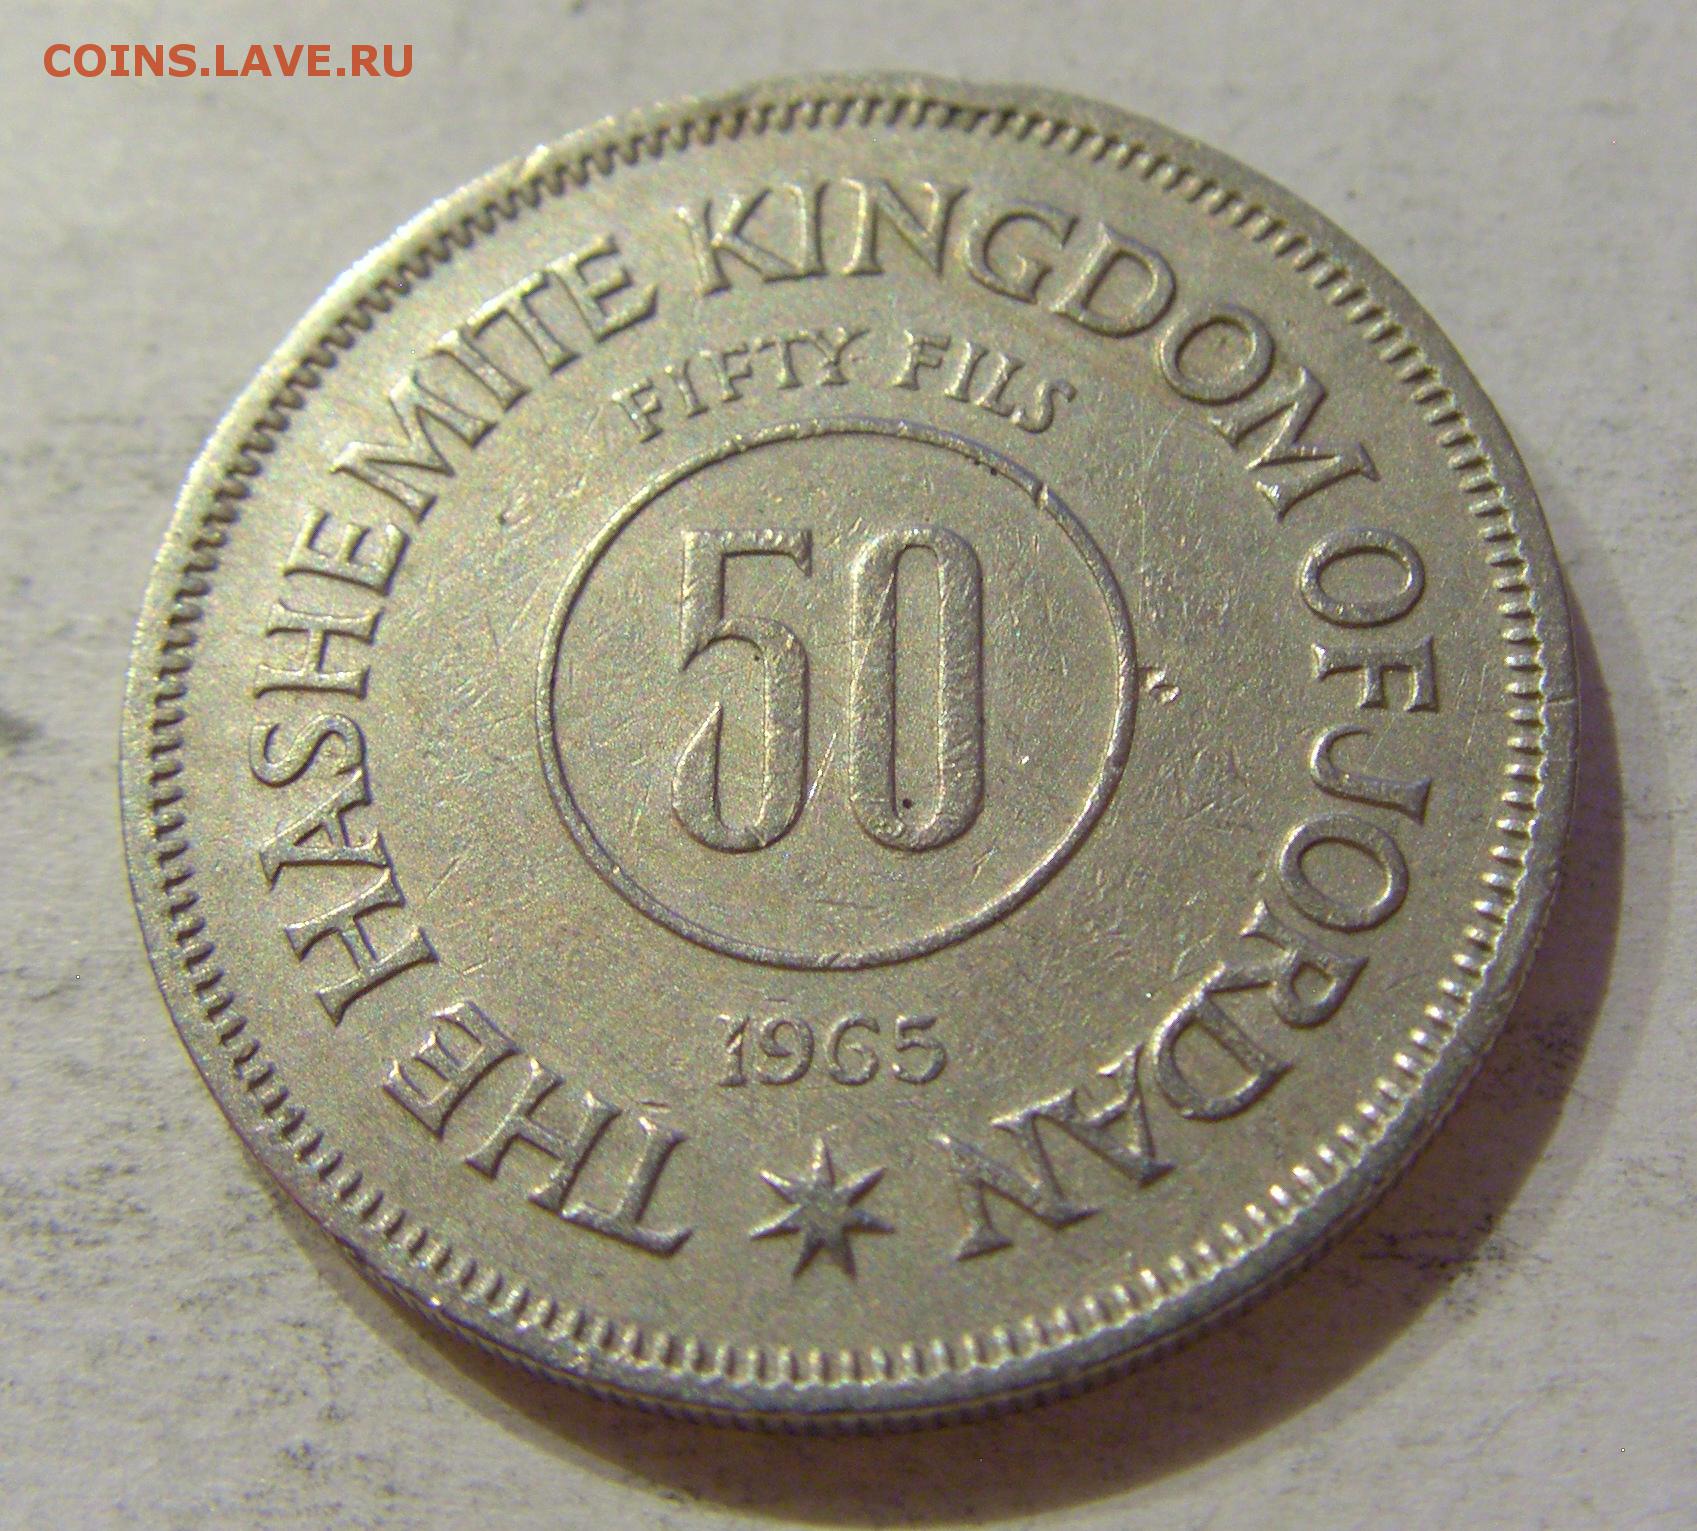 COINS.LAVE.RU
THE HASHEMITE KINGDOM OF JORDAN
FIFTY FILS
50
1965